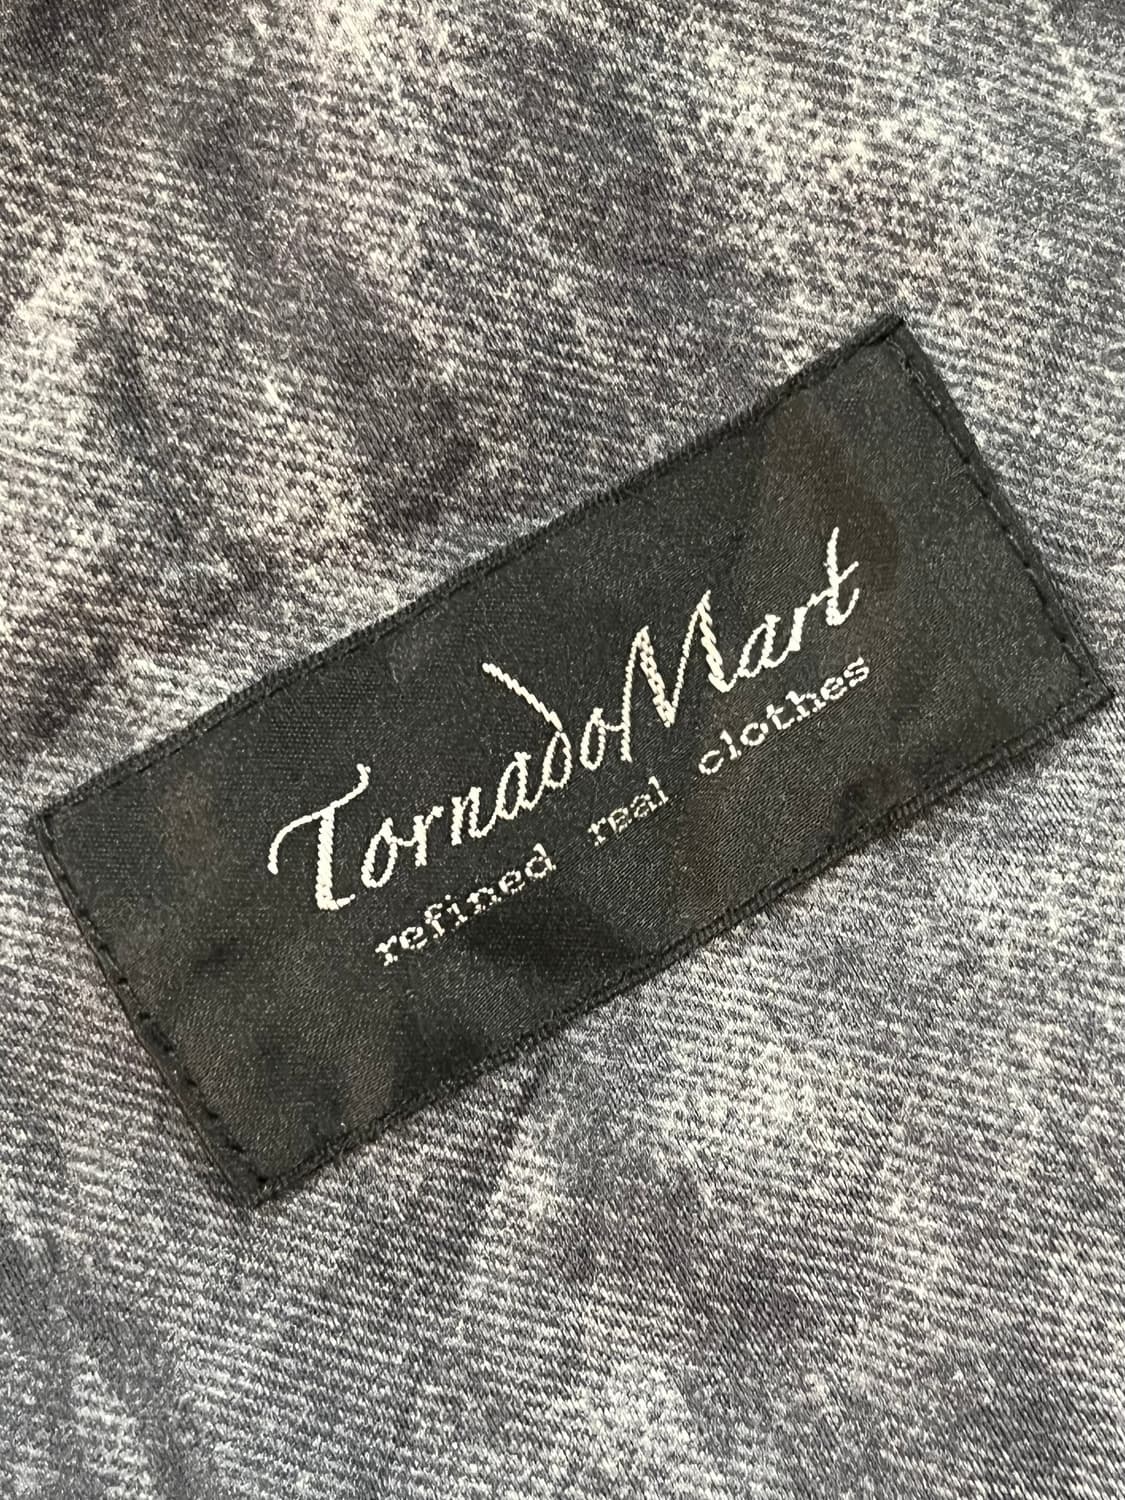 TornadoMart
refined real clothes